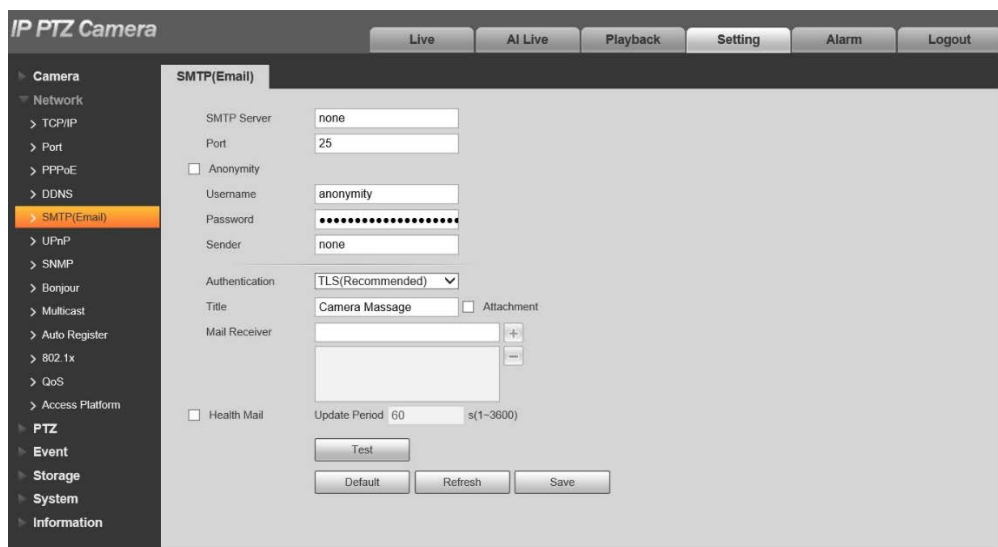 IP PTZ Camera
Live AI Live Playback Setting Alarm Logout
Camera
Network
TCP/IP
Port
PPPoE
DDNS
SMTP(Email)
UPnP
SNMP
Bonjour
Multicast
Auto Register
802.1x
QoS
Access Platform
PTZ
Event
Storage
System
Information
SMTP(Email)
SMTP Server none
Port 25
Anonymity
Username anonymity
Password ●●●●●●●●●●●●●●●●●●●●
Sender none
Authentication TLS(Recommended)
Title Camera Massage Attachment
Mail Receiver +
−
Health Mail Update Period 60 s(1~3600)
Test
Default Refresh Save